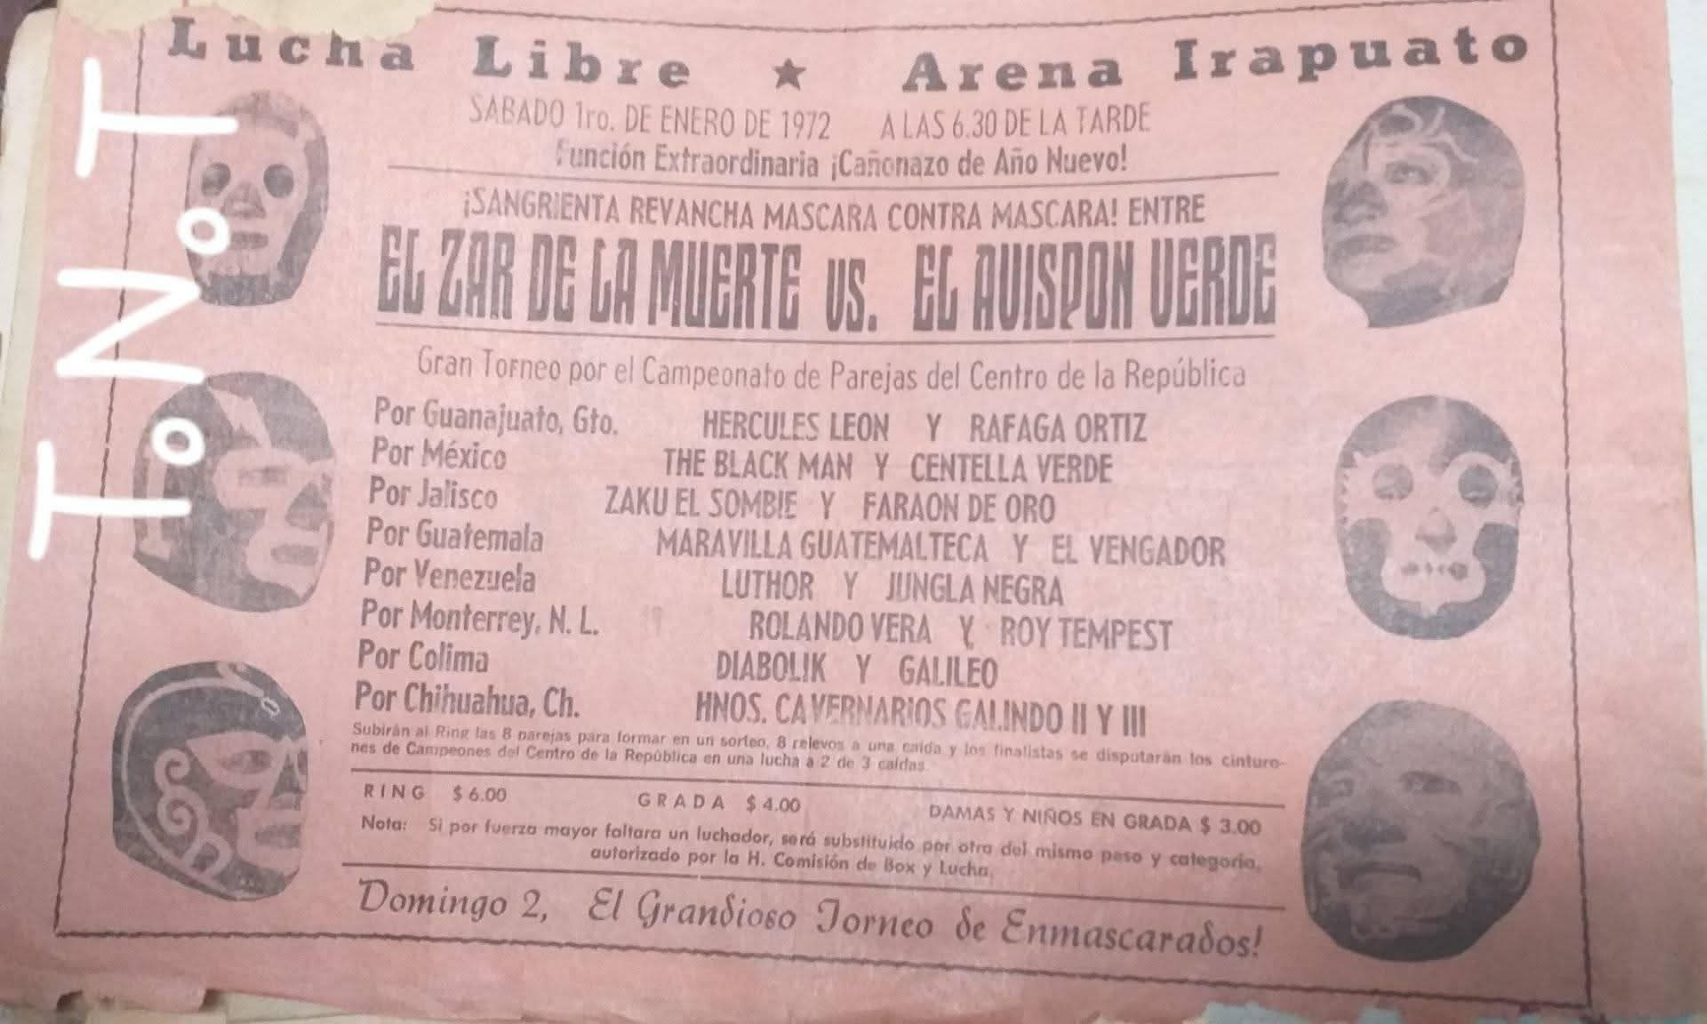 Lucha Libre ★ Arena Irapuato
SABADO 1ro. DE ENERO DE 1972 A LAS 6.30 DE LA TARDE
Función Extraordinaria ¡Cañonazo de Año Nuevo!
¡SANGRIENTA REVANCHA MASCARA CONTRA MASCARA! ENTRE
EL ZAR DE LA MUERTE VS. EL AVISPON VERDE
Gran Torneo por el Campeonato de Parejas del Centro de la República
Por Guanajuato, Gto. HERCULES LEON Y RAFAGA ORTIZ
Por México THE BLACK MAN Y CENTELLA VERDE
Por Jalisco ZAKU EL SOMBIE Y FARAON DE ORO
Por Guatemala MARAVILLA GUATEMALTECA Y EL VENGADOR
Por Venezuela LUTHOR Y JUNGLA NEGRA
Por Monterrey, N. L. ROLANDO VERA Y ROY TEMPEST
Por Colima DIABOLIK Y GALILEO
Por Chihuahua, Ch. HNOS. CAVERNARIOS GALINDO II Y III
Subirán al Ring las 8 parejas para formar en un sorteo, 8 relevos a una caída y los finalistas se disputarán los cinturo-
nes de Campeones del Centro de la República en una lucha a 2 de 3 caídas
RING $ 6.00 GRADA $ 4.00 DAMAS Y NIÑOS EN GRADA $ 3.00
Nota: Si por fuerza mayor faltara un luchador, será substituido por otro del mismo peso y categoría,
autorizado por la H. Comisión de Box y Lucha.
Domingo 2, El Grandioso Torneo de Enmascarados!
ToNoT